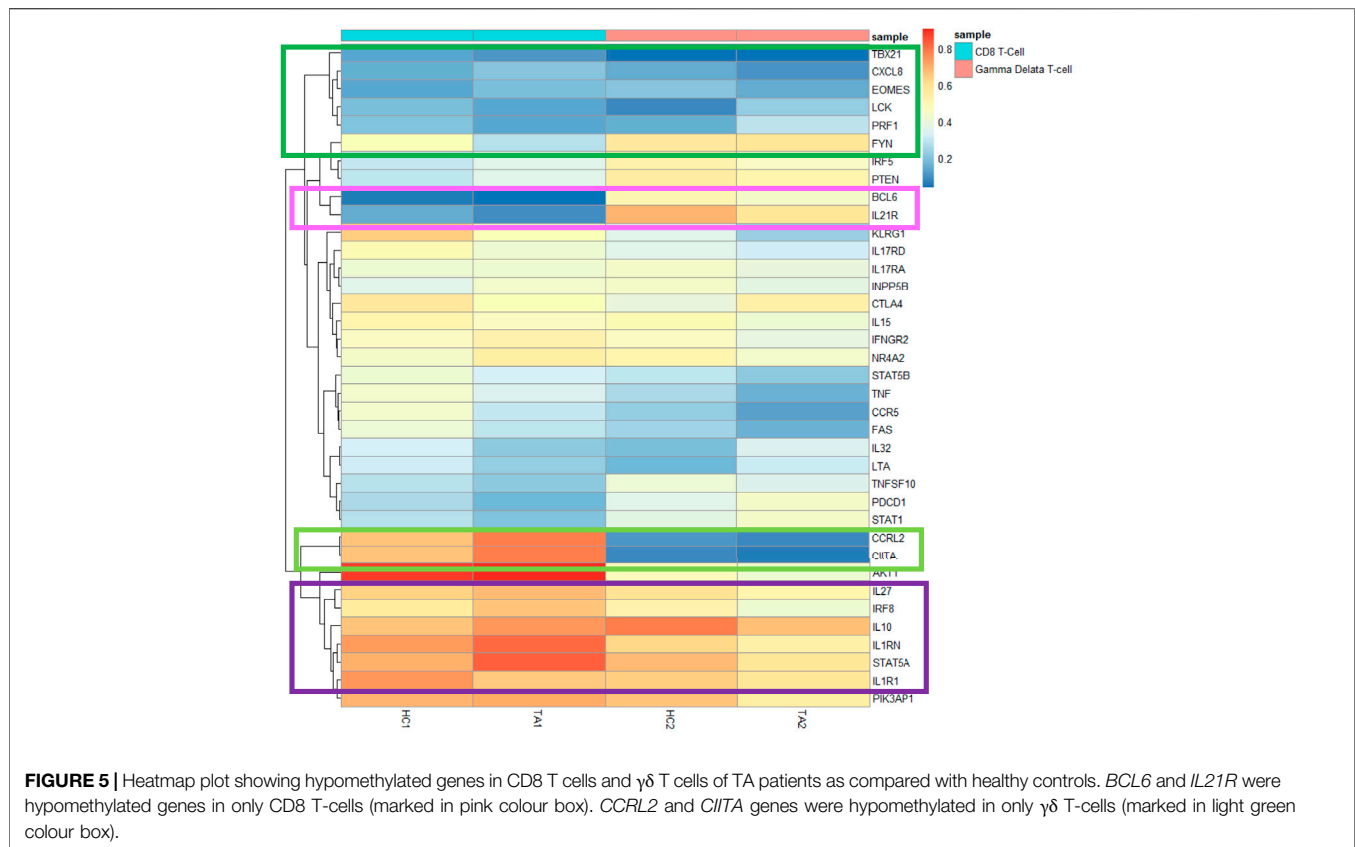 sample
TBX21
CXCL8
EOMES
LCK
PRF1
FYN
IRF5
PTEN
BCL6
IL21R
KLRG1
IL17RD
IL17RA
INPP5B
CTLA4
IL15
IFNGR2
NR4A2
STAT5B
TNF
CCR5
FAS
IL32
LTA
TNFSF10
PDCD1
STAT1
CCRL2
CIITA
AKT1
IL27
IRF8
IL10
IL1RN
STAT5A
IL1R1
PIK3AP1
0.8
0.6
0.4
0.2
sample
CD8 T-Cell
Gamma Delata T-cell
HC1
TA1
HC2
TA2
FIGURE 5 | Heatmap plot showing hypomethylated genes in CD8 T cells and γδ T cells of TA patients as compared with healthy controls. BCL6 and IL21R were
hypomethylated genes in only CD8 T-cells (marked in pink colour box). CCRL2 and CIITA genes were hypomethylated in only γδ T-cells (marked in light green
colour box).